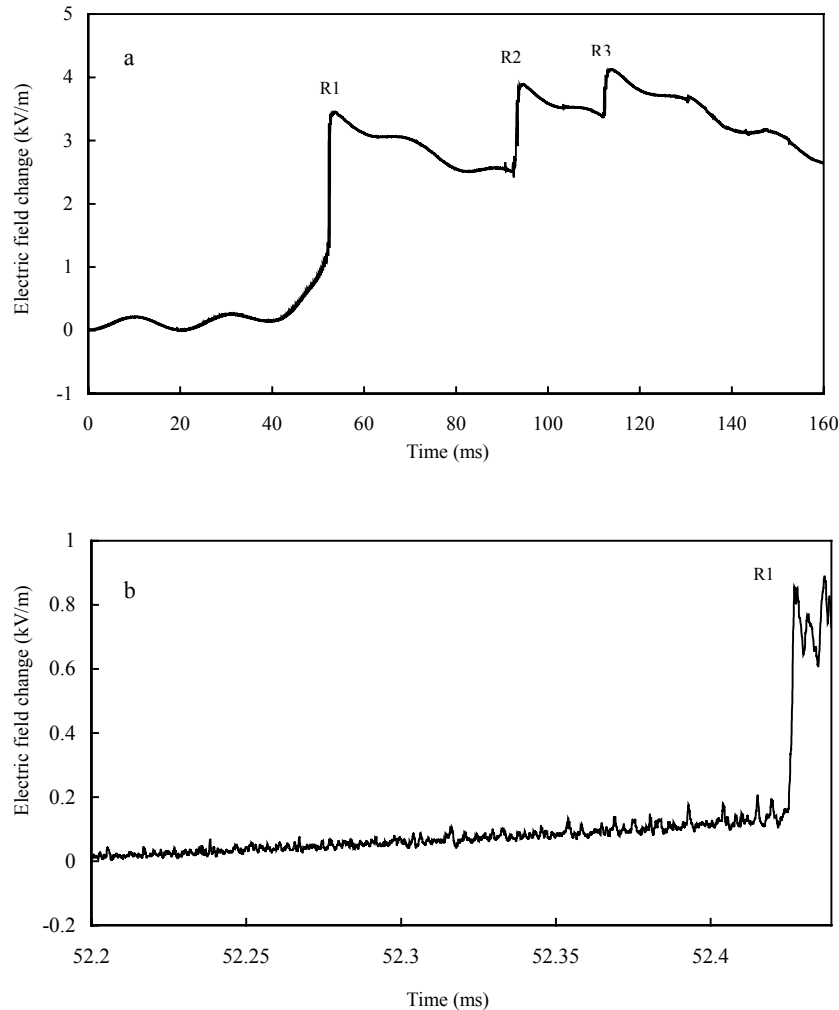 5
a
R2
R3
4
R1
3
2
1
0
-1
0 20 40 60 80 100 120 140 160
Time (ms)
Electric field change (kV/m)
1
b
R1
0.8
0.6
0.4
0.2
0
-0.2
52.2 52.25 52.3 52.35 52.4
Time (ms)
Electric field change (kV/m)